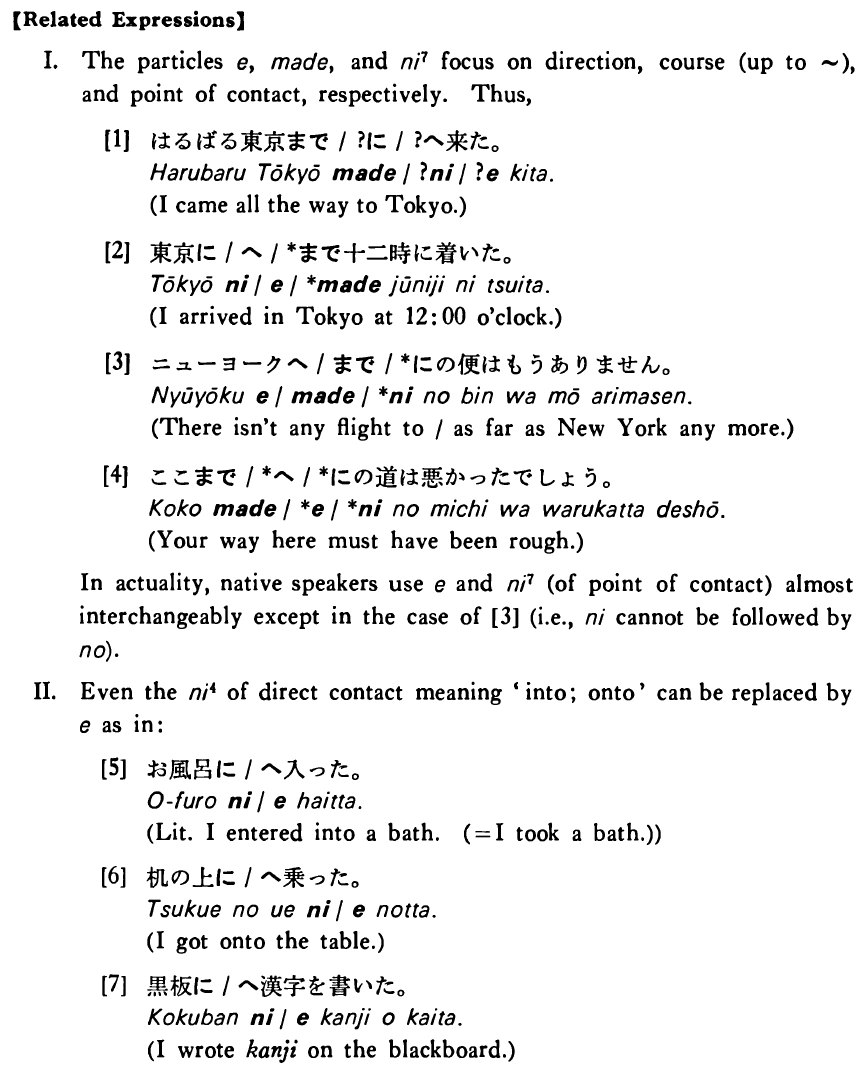 【Related Expressions】
I. The particles e, made, and ni⁷ focus on direction, course (up to ~),
and point of contact, respectively. Thus,
[1] はるばる東京まで / ?に / ?へ来た。
Harubaru Tōkyō made / ?ni / ?e kita.
(I came all the way to Tokyo.)
[2] 東京に / へ / *まで十二時に着いた。
Tōkyō ni / e / *made jūniji ni tsuita.
(I arrived in Tokyo at 12:00 o'clock.)
[3] ニューヨークへ / まで / *にの便はもうありません。
Nyūyōku e / made / *ni no bin wa mō arimasen.
(There isn't any flight to / as far as New York any more.)
[4] ここまで / *へ / *にの道は悪かったでしょう。
Koko made / *e / *ni no michi wa warukatta deshō.
(Your way here must have been rough.)
In actuality, native speakers use e and ni⁷ (of point of contact) almost
interchangeably except in the case of [3] (i.e., ni cannot be followed by
no).
II. Even the ni⁴ of direct contact meaning ‘into; onto’ can be replaced by
e as in:
[5] お風呂に / へ入った。
O-furo ni / e haitta.
(Lit. I entered into a bath. (=I took a bath.))
[6] 机の上に / へ乗った。
Tsukue no ue ni / e notta.
(I got onto the table.)
[7] 黒板に / へ漢字を書いた。
Kokuban ni / e kanji o kaita.
(I wrote kanji on the blackboard.)